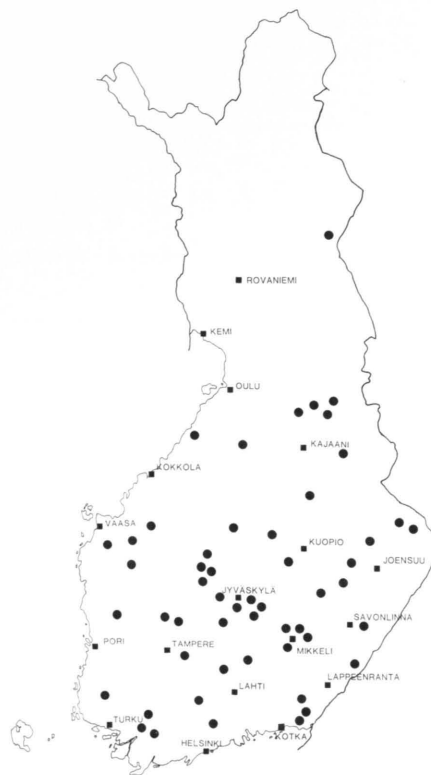 ROVANIEMI
KEMI
OULU
KAJAANI
KOKKOLA
VAASA
KUOPIO
JOENSUU
JYVÄSKYLÄ
SAVONLINNA
PORI
TAMPERE
MIKKELI
LAPPEENRANTA
LAHTI
TURKU
KOTKA
HELSINKI